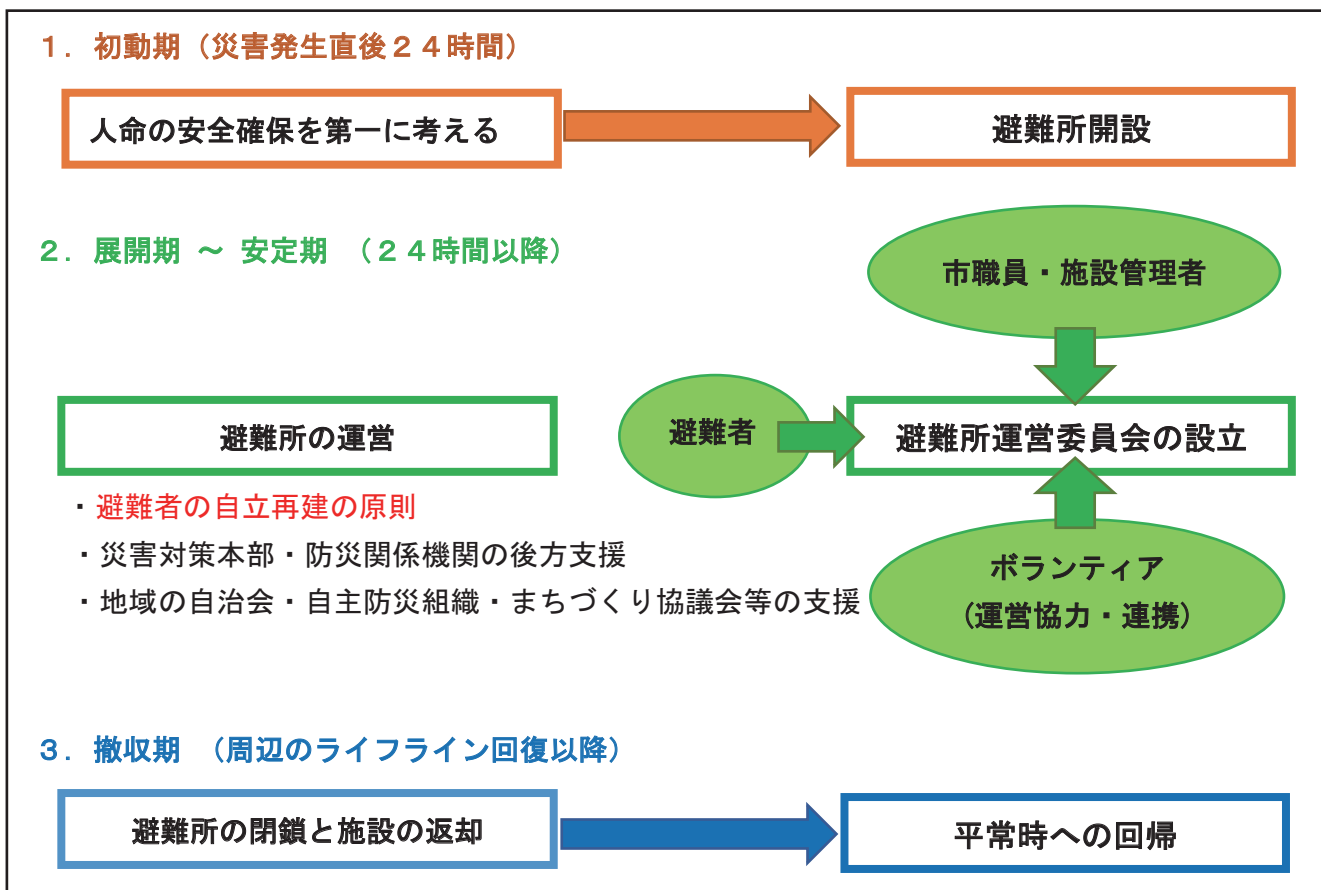 １．初動期（災害発生直後２４時間）
人命の安全確保を第一に考える
避難所開設
２．展開期 ～ 安定期 （２４時間以降）
市職員・施設管理者
避難所の運営
避難者
避難所運営委員会の設立
・避難者の自立再建の原則
・災害対策本部・防災関係機関の後方支援
・地域の自治会・自主防災組織・まちづくり協議会等の支援
ボランティア
（運営協力・連携）
３．撤収期 （周辺のライフライン回復以降）
避難所の閉鎖と施設の返却
平常時への回帰